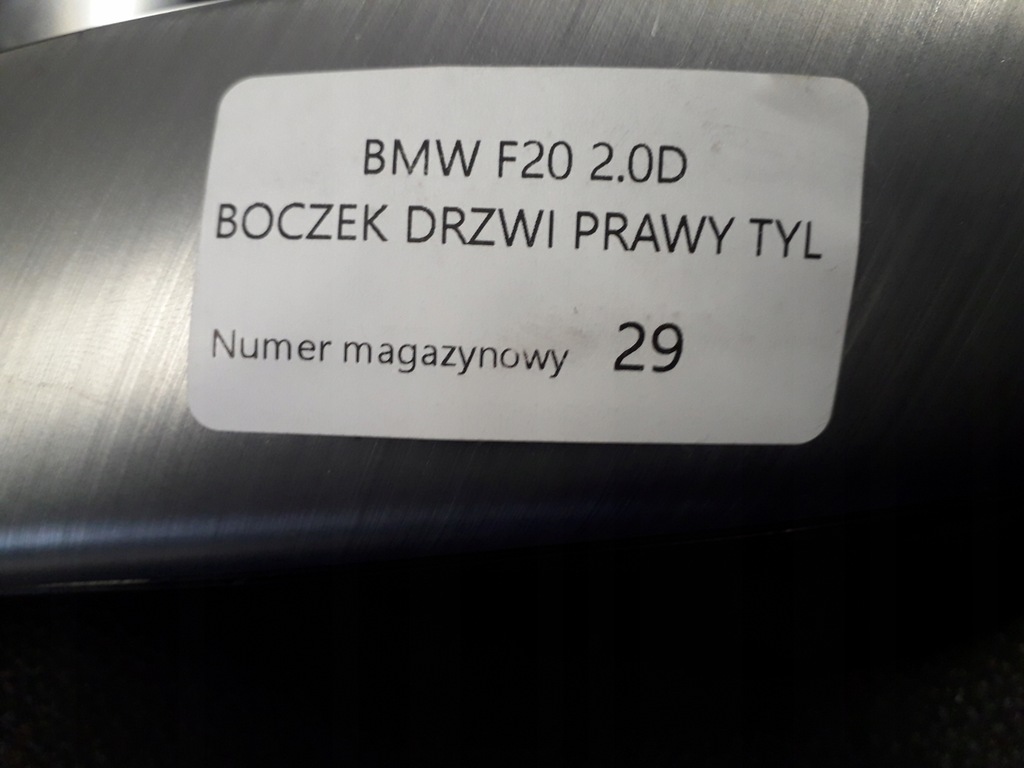 BMW F20 2.0D
BOCZEK DRZWI PRAWY TYL
Numer magazynowy 29